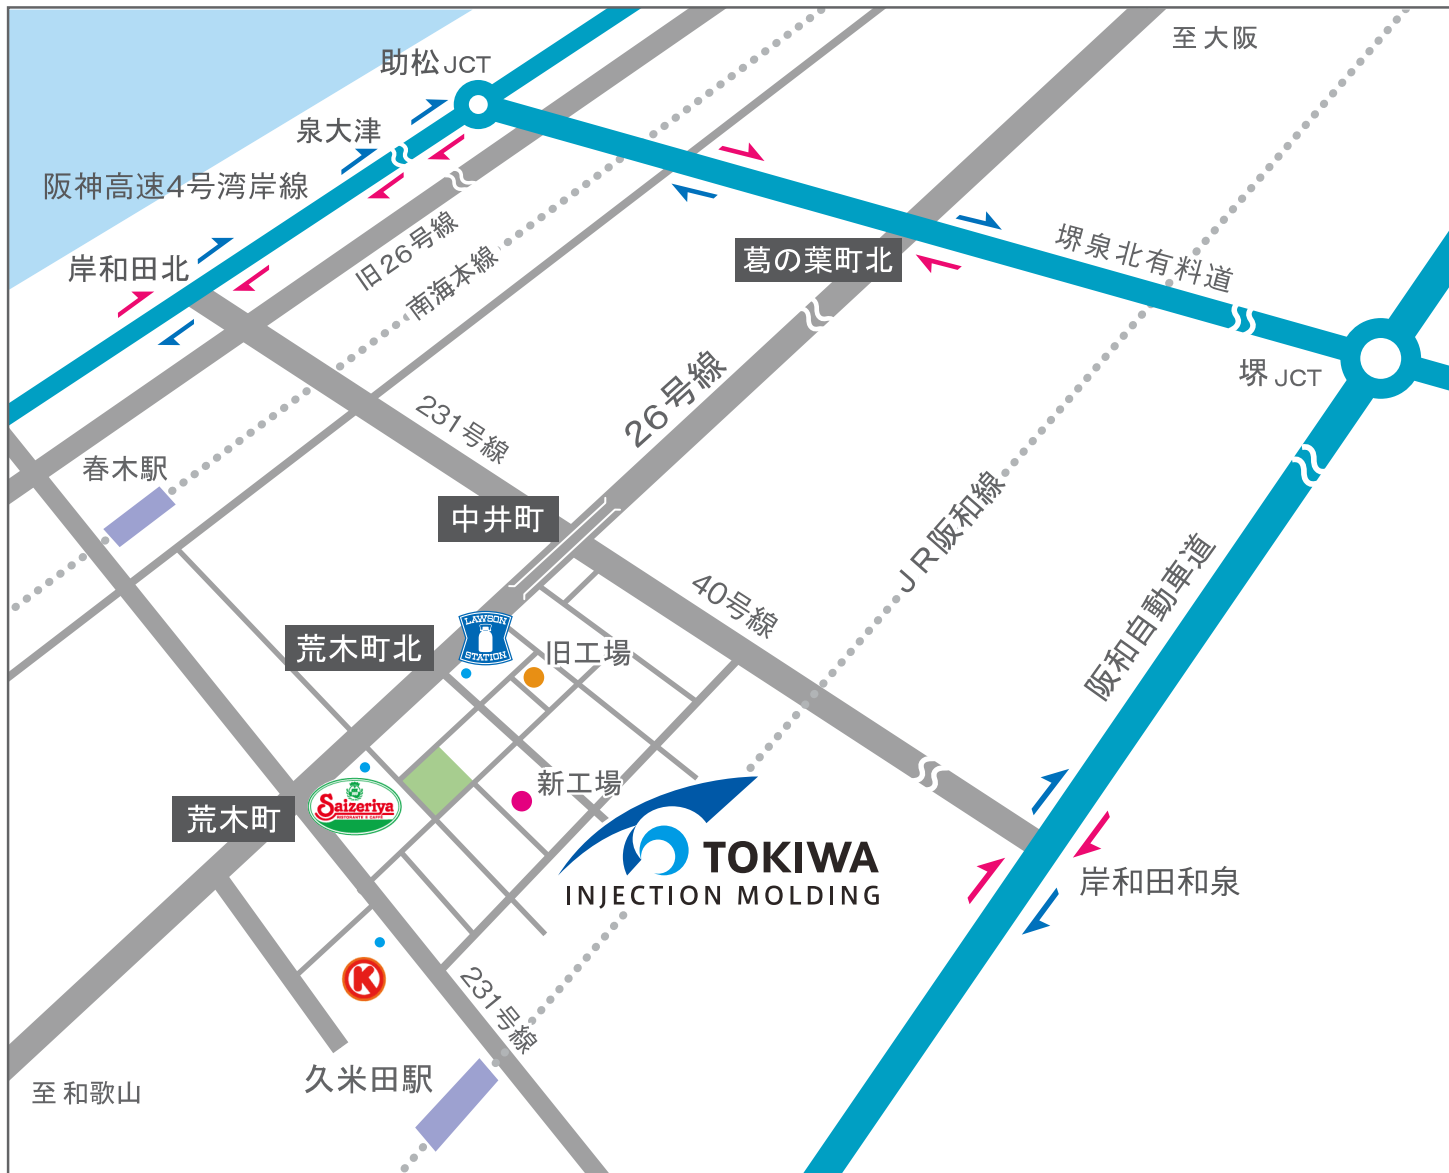 至 大阪
助松JCT
泉大津
阪神高速4号湾岸線
岸和田北
旧26号線
南海本線
葛の葉町北
堺泉北有料道
堺JCT
231号線
26号線
春木駅
中井町
JR阪和線
阪和自動車道
40号線
LAWSON
STATION
荒木町北
旧工場
新工場
Saizeriya
RISTORANTE E CAFFÈ
荒木町
TOKIWA
INJECTION MOLDING
岸和田和泉
K
231号線
久米田駅
至 和歌山